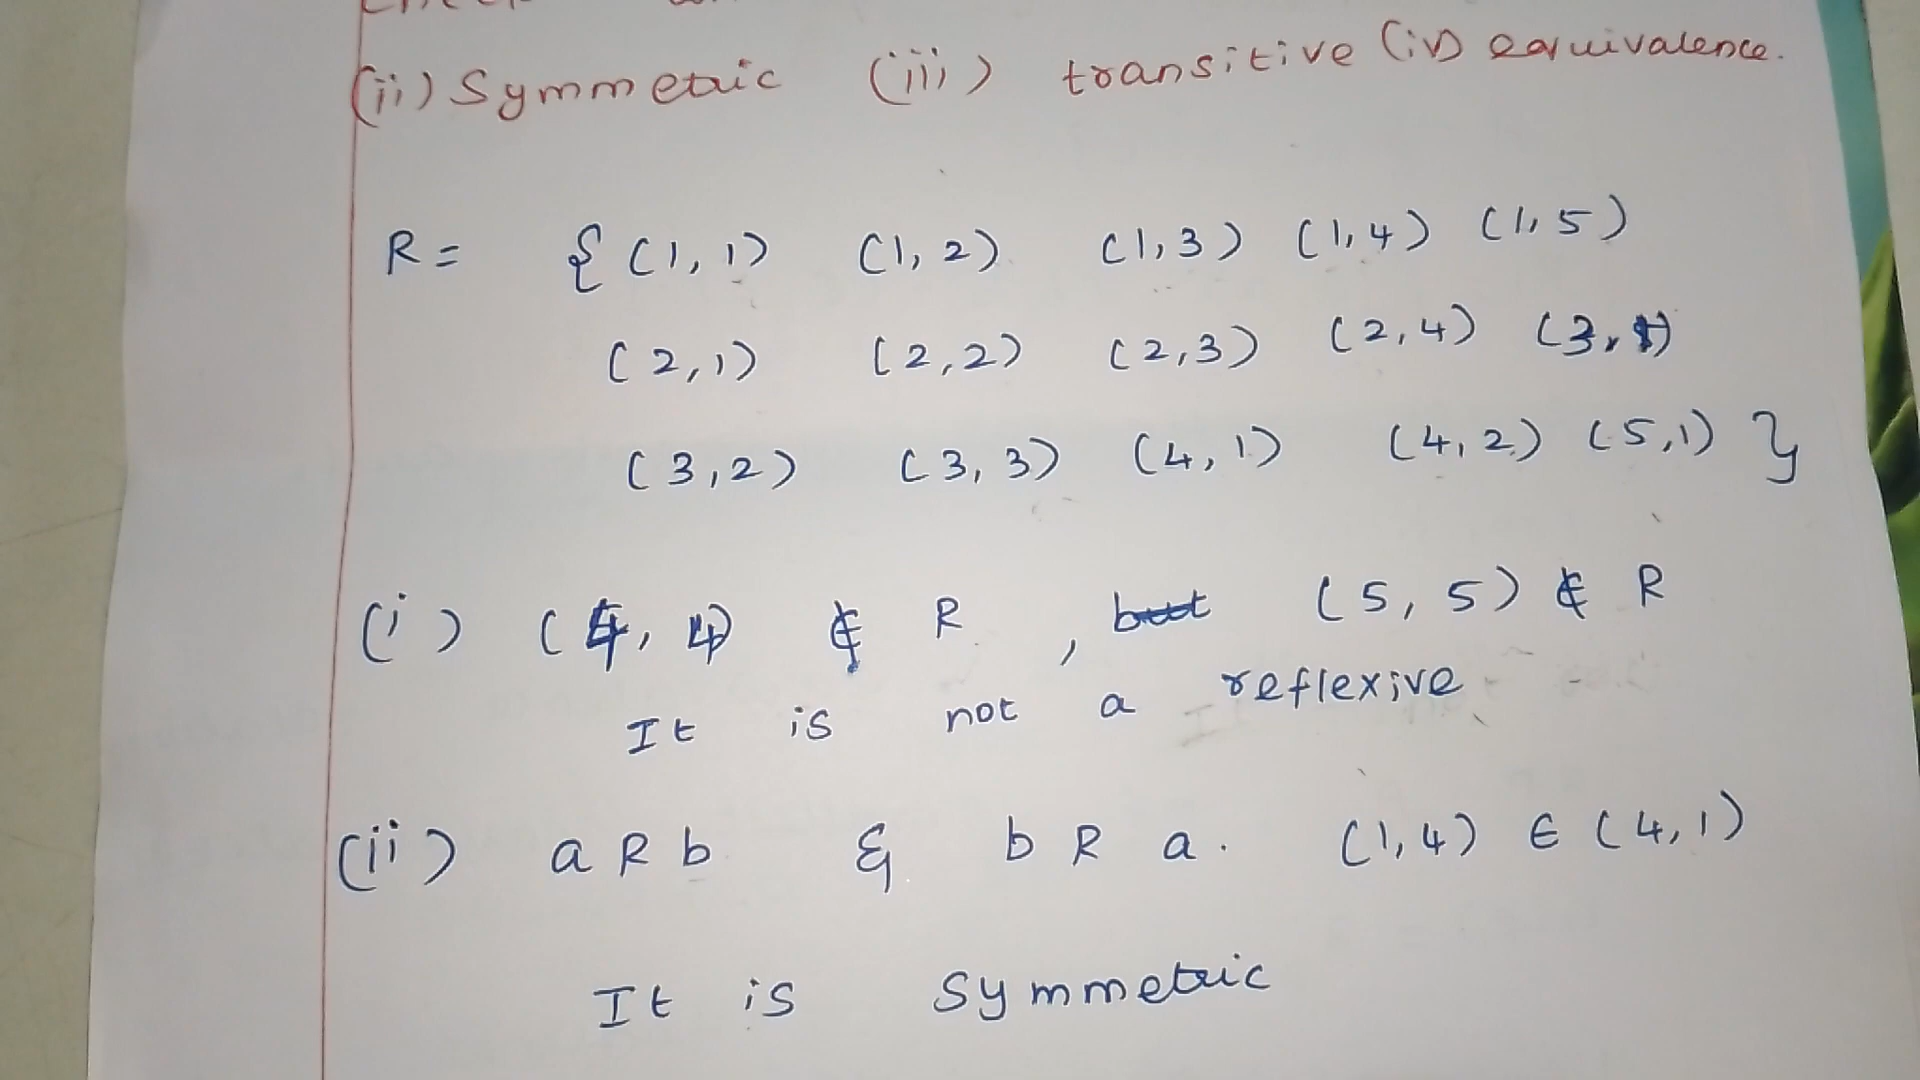 (ii) Symmetric (iii) transitive (iv) equivalence.
R = { (1, 1) (1, 2) (1, 3) (1, 4) (1, 5)
(2, 1) (2, 2) (2, 3) (2, 4) (3, 1)
(3, 2) (3, 3) (4, 1) (4, 2) (5, 1) }
(i) (4, 4) ∉ R , but (5, 5) ∉ R
It is not a reflexive
(ii) a R b & b R a. (1, 4) ∈ (4, 1)
It is Symmetric